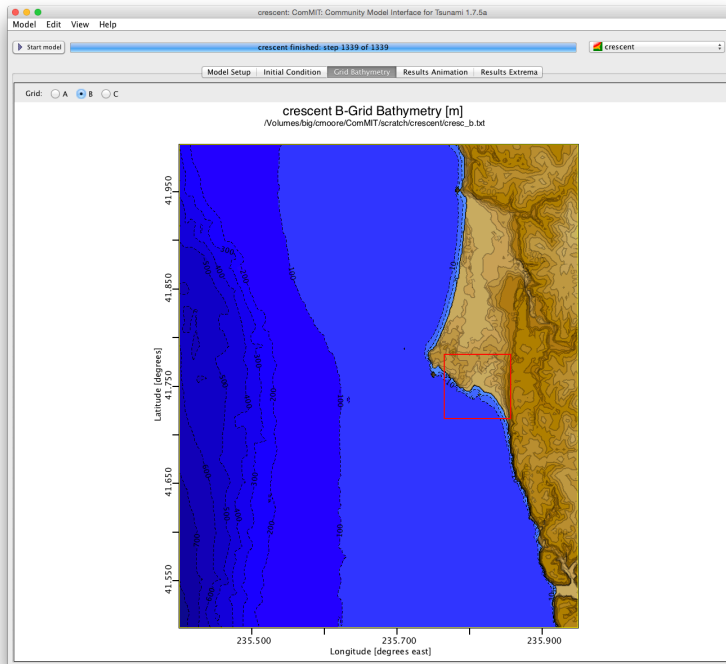 crescent: ComMIT: Community Model Interface for Tsunami 1.7.5a
Model Edit View Help
Start model
crescent finished: step 1339 of 1339
crescent
Model Setup Initial Condition Grid Bathymetry Results Animation Results Extrema
Grid: A B C
crescent B-Grid Bathymetry [m]
/Volumes/big/cmoore/ComMIT/scratch/crescent/cresc_b.txt
41.950
41.850
41.750
41.650
41.550
Latitude [degrees]
235.500 235.700 235.900
Longitude [degrees east]